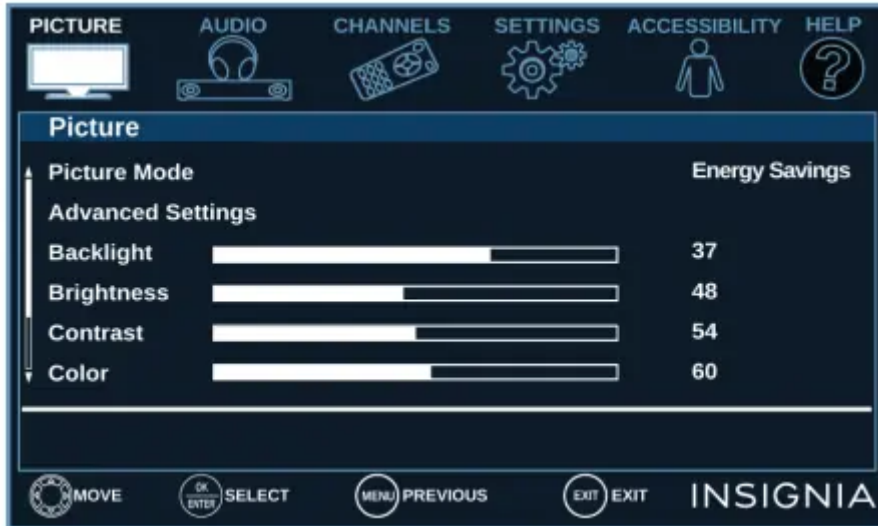 PICTURE AUDIO CHANNELS SETTINGS ACCESSIBILITY HELP
?
Picture
Picture Mode Energy Savings
Advanced Settings
Backlight 37
Brightness 48
Contrast 54
Color 60
MOVE OK ENTER SELECT MENU PREVIOUS EXIT EXIT INSIGNIA